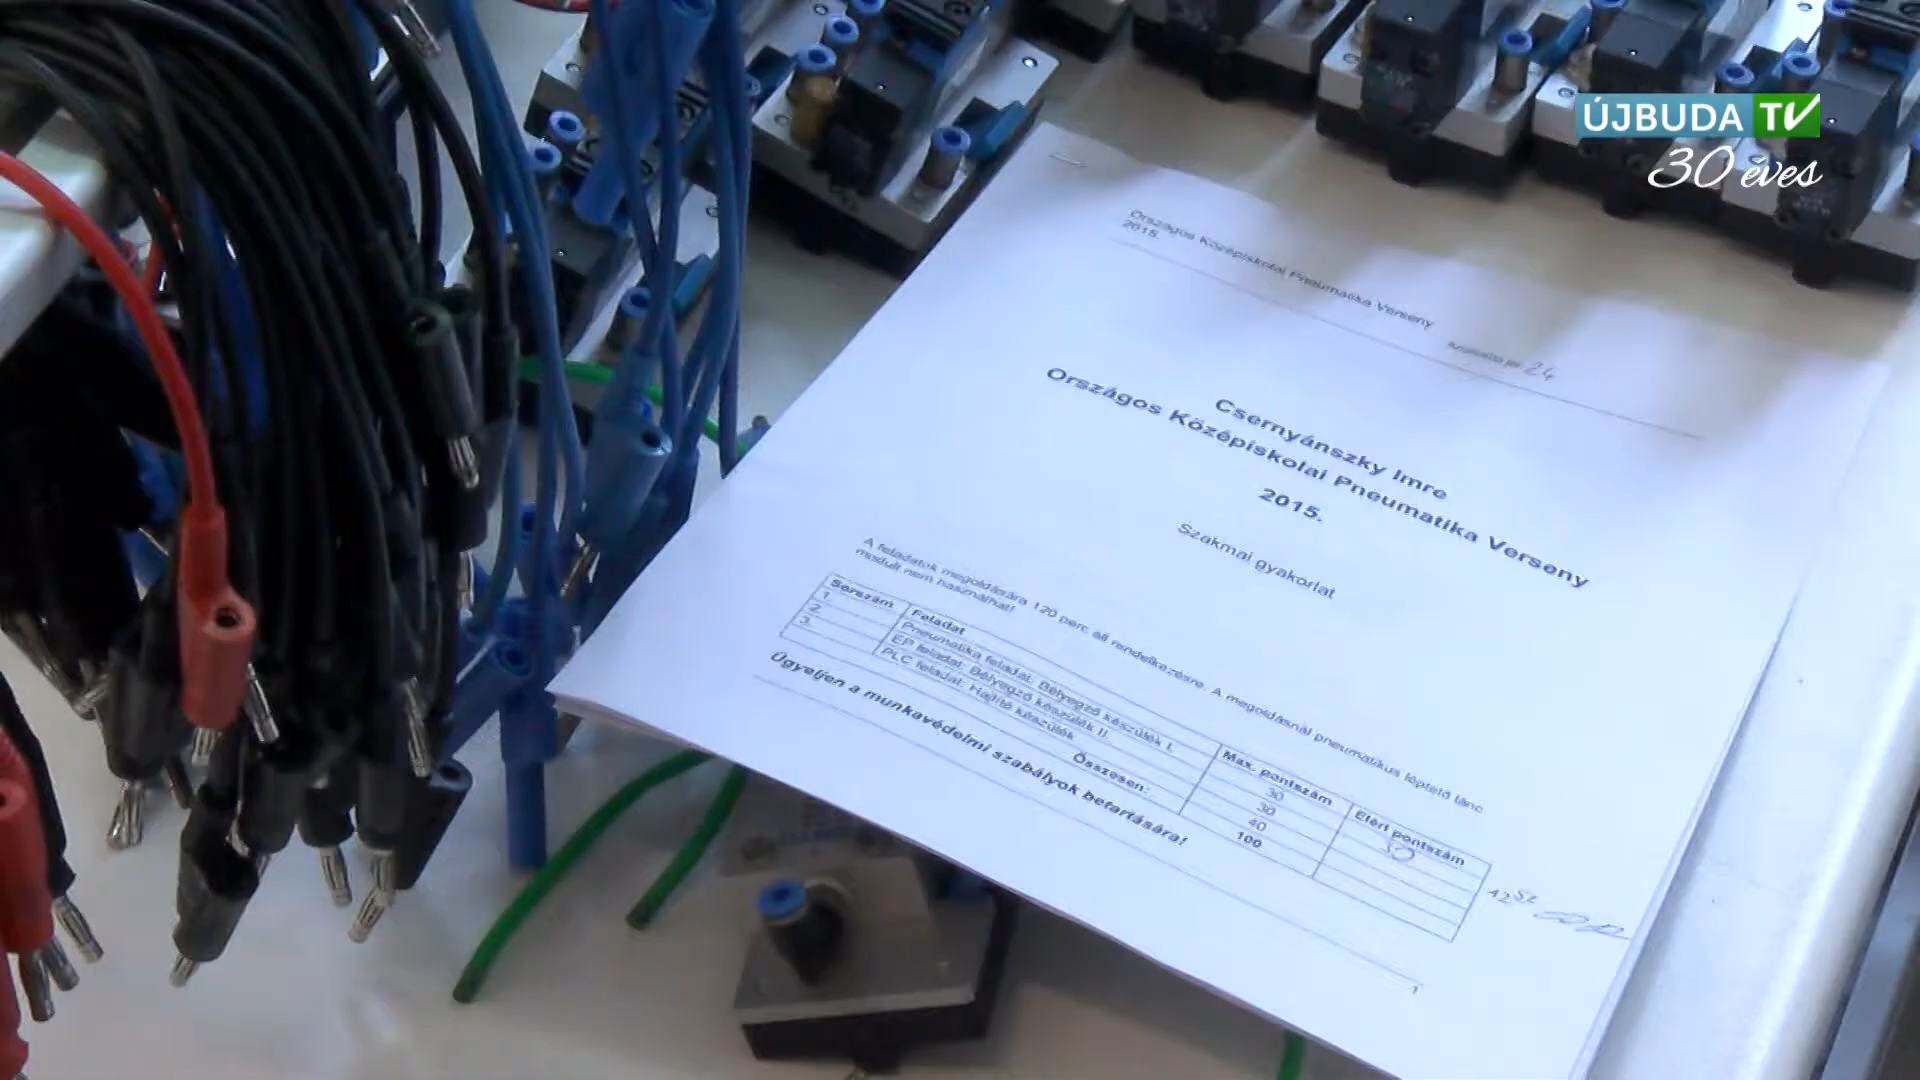 ÚJBUDA TV
30 éves
Országos Középiskolai Pneumatika Verseny
2015.
24
Csernyánszky Imre
Országos Középiskolai Pneumatika Verseny
2015.
Szakmai gyakorlat
A feladatok megoldására 120 perc áll rendelkezésre. A megoldásnál pneumatikus léptető lánc
modult nem használhat!
Sorszám Feladat Max. pontszám Elért pontszám
1. Pneumatika feladat: Bélyegző készülék I. 30
2. EP feladat: Bélyegző készülék II. 30
3. PLC feladat: Hajlító készülék 40
Összesen: 100
Ügyeljen a munkavédelmi szabályok betartására!
1